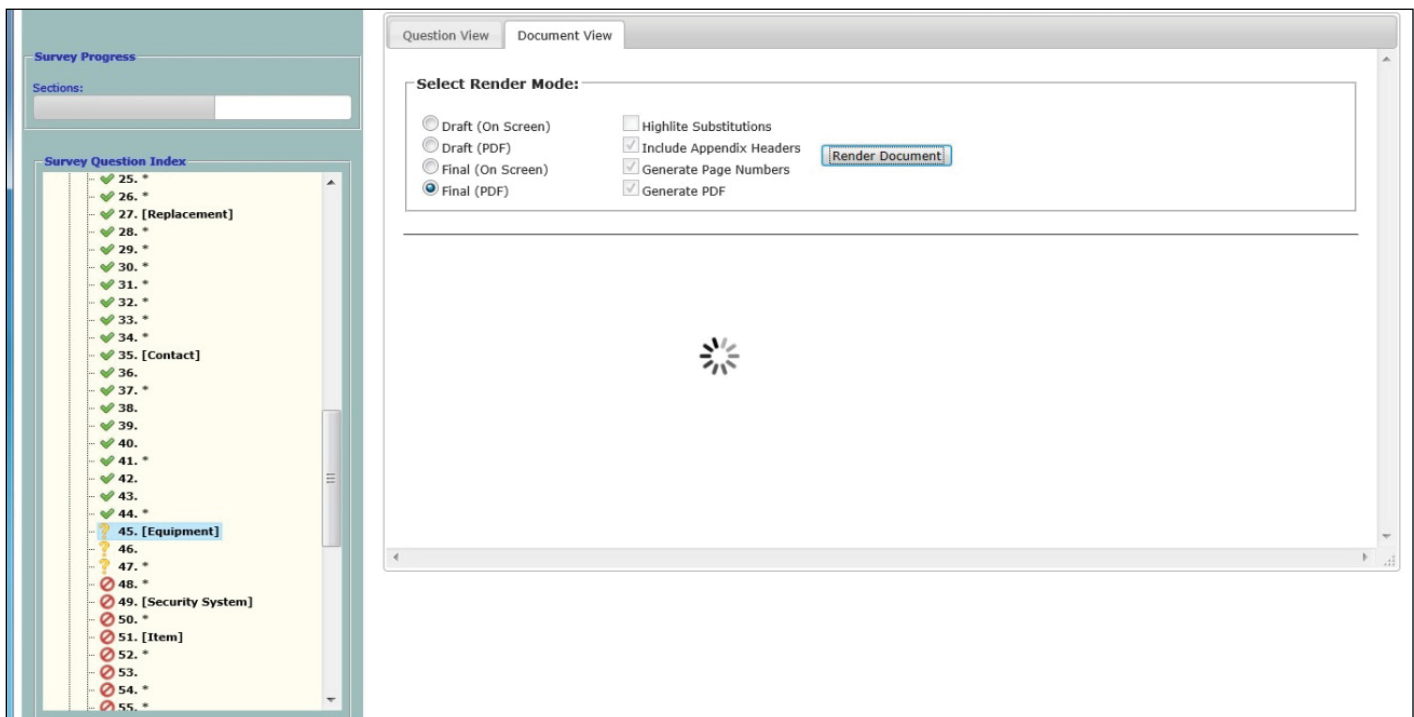 Survey Progress
Sections:
Survey Question Index
25. *
26. *
27. [Replacement]
28. *
29. *
30. *
31. *
32. *
33. *
34. *
35. [Contact]
36.
37. *
38.
39.
40.
41. *
42.
43.
44. *
45. [Equipment]
46.
47. *
48. *
49. [Security System]
50. *
51. [Item]
52. *
53.
54. *
55. *
Question View
Document View
Select Render Mode:
Draft (On Screen)
Draft (PDF)
Final (On Screen)
Final (PDF)
Highlite Substitutions
Include Appendix Headers
Generate Page Numbers
Generate PDF
Render Document